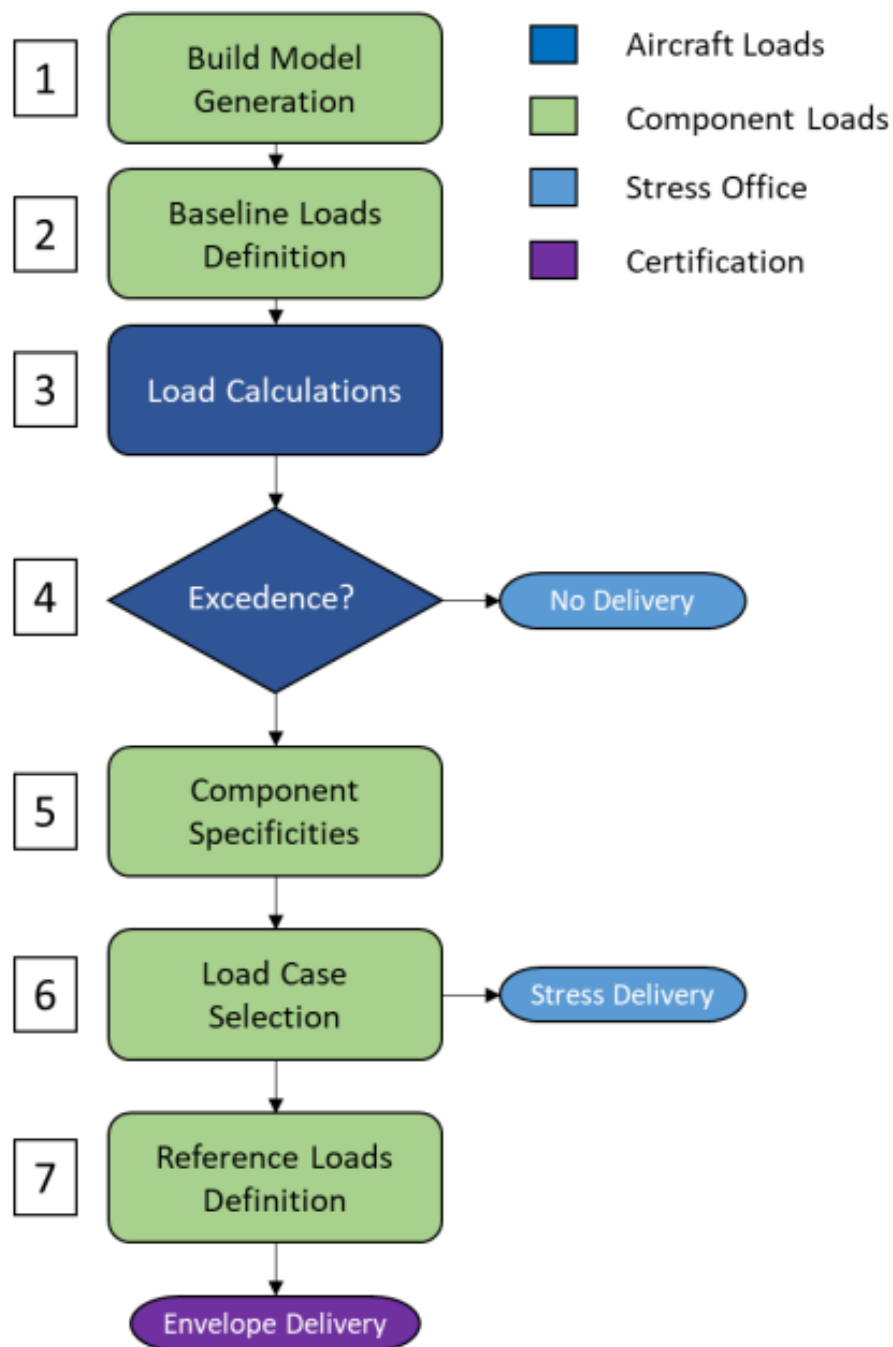 1
Build Model
Generation
2
Baseline Loads
Definition
3
Load Calculations
4
Excedence?
No Delivery
5
Component
Specificities
6
Load Case
Selection
Stress Delivery
7
Reference Loads
Definition
Envelope Delivery
Aircraft Loads
Component Loads
Stress Office
Certification